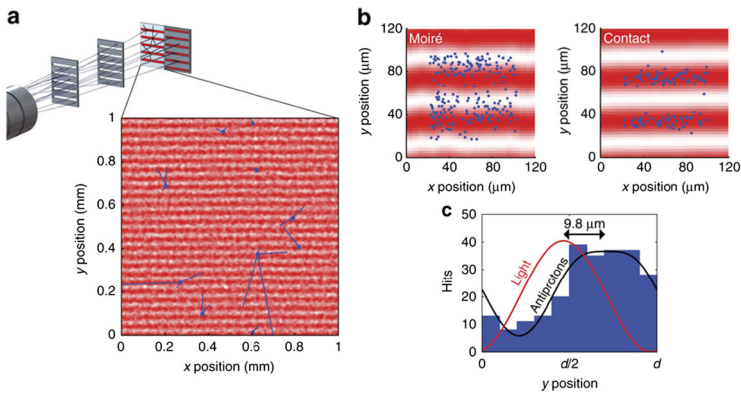 a
1
0.8
0.6
0.4
0.2
0
y position (mm)
0 0.2 0.4 0.6 0.8 1
x position (mm)
b
120
80
40
0
y position (μm)
Moiré
0 40 80 120
x position (μm)
120
80
40
0
y position (μm)
Contact
0 40 80 120
x position (μm)
c
9.8 μm
50
40
30
20
10
0
Hits
Light
Antiprotons
0 d/2 d
y position